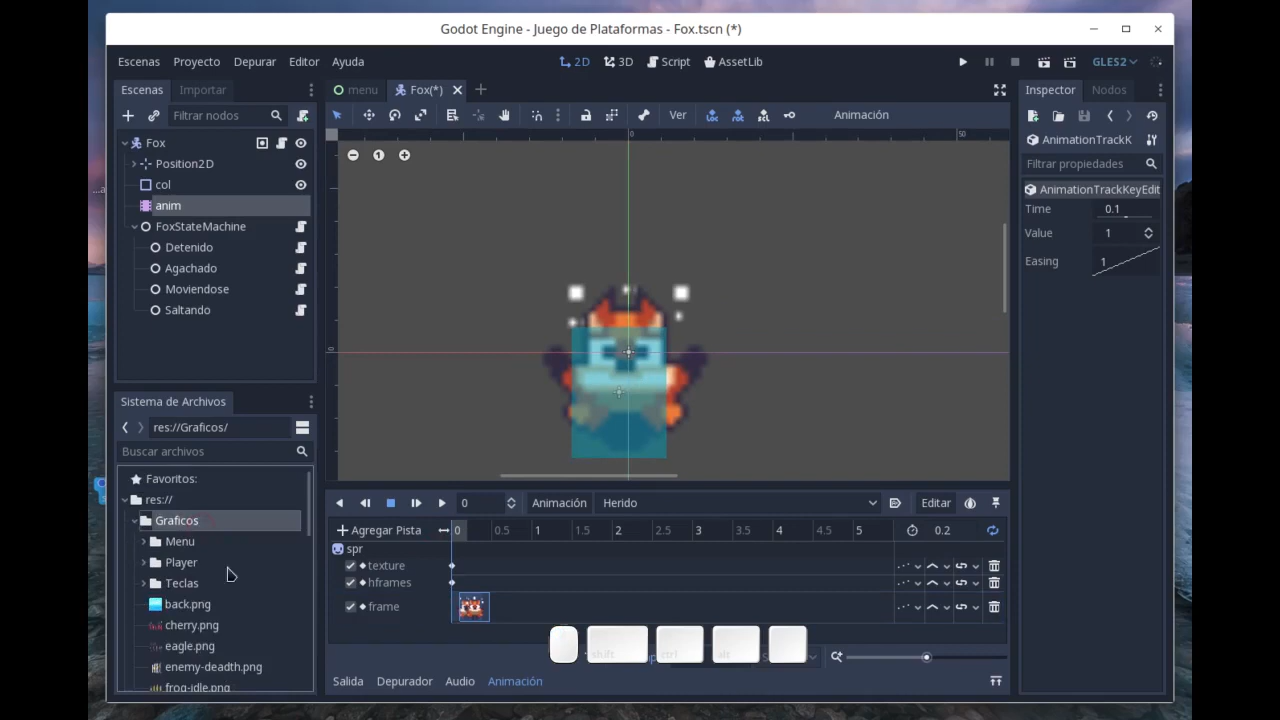 Godot Engine - Juego de Plataformas - Fox.tscn (*)
Escenas Proyecto Depurar Editor Ayuda
2D 3D Script AssetLib
GLES2
Escenas Importar
menu Fox(*)
Inspector Nodos
Filtrar nodos
Ver Animación
0 50
Fox
Position2D
col
anim
FoxStateMachine
Detenido
Agachado
Moviendose
Saltando
1
0
AnimationTrackK
Filtrar propiedades
AnimationTrackKeyEdit
Time 0.1
Value 1
Easing 1
Sistema de Archivos
res://Graficos/
Buscar archivos
Favoritos:
res://
Graficos
Menu
Player
Teclas
back.png
cherry.png
eagle.png
enemy-deadth.png
frog-idle.png
0 Animación Herido Editar
Agregar Pista 0 0.5 1 1.5 2 2.5 3 3.5 4 4.5 5 0.2
spr
texture
hframes
frame
shift ctrl alt
Salida Depurador Audio Animación